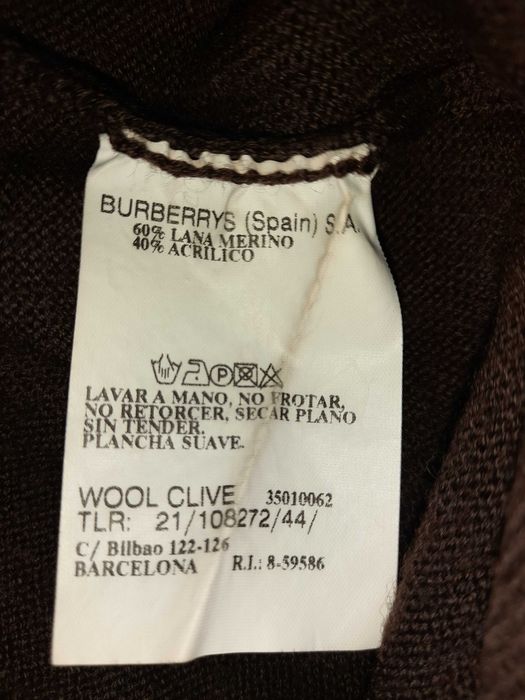 BURBERRYS (Spain) S.A.
60% LANA MERINO
40% ACRILICO
LAVAR A MANO, NO FROTAR,
NO RETORCER, SECAR PLANO
SIN TENDER.
PLANCHA SUAVE.
WOOL CLIVE 35010062
TLR: 21/108272/44/
C/ Bilbao 122-126
BARCELONA R.I.: 8-59586